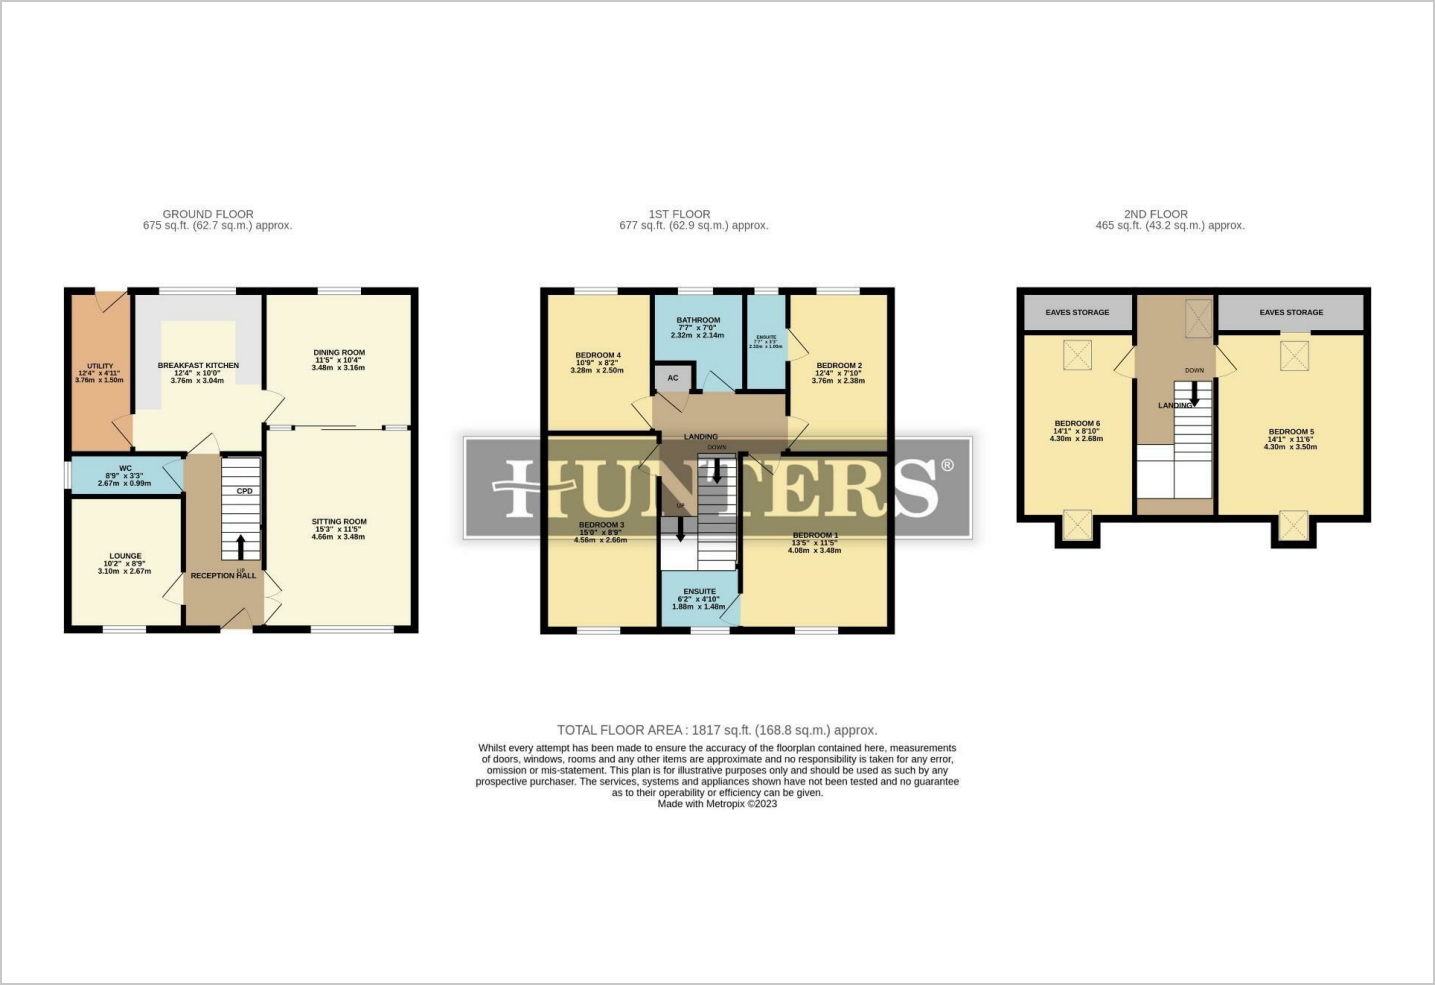 GROUND FLOOR
675 sq.ft. (62.7 sq.m.) approx.
UTILITY
12'4" x 4'11"
3.76m x 1.50m
BREAKFAST KITCHEN
12'4" x 10'0"
3.76m x 3.04m
DINING ROOM
11'5" x 10'4"
3.48m x 3.16m
WC
8'9" x 3'3"
2.67m x 0.99m
CPD
SITTING ROOM
15'3" x 11'5"
4.66m x 3.48m
LOUNGE
10'2" x 8'9"
3.10m x 2.67m
UP
RECEPTION HALL
1ST FLOOR
677 sq.ft. (62.9 sq.m.) approx.
BATHROOM
7'7" x 7'0"
2.32m x 2.14m
ENSUITE
7'7" x 3'3"
2.32m x 1.00m
BEDROOM 4
10'9" x 8'2"
3.28m x 2.50m
BEDROOM 2
12'4" x 7'10"
3.76m x 2.38m
AC
LANDING
DOWN
HUNTERS®
UP
BEDROOM 3
15'0" x 8'9"
4.56m x 2.66m
BEDROOM 1
13'5" x 11'5"
4.08m x 3.48m
ENSUITE
6'2" x 4'10"
1.88m x 1.48m
2ND FLOOR
465 sq.ft. (43.2 sq.m.) approx.
EAVES STORAGE
EAVES STORAGE
DOWN
LANDING
BEDROOM 6
14'1" x 8'10"
4.30m x 2.68m
BEDROOM 5
14'1" x 11'6"
4.30m x 3.50m
TOTAL FLOOR AREA : 1817 sq.ft. (168.8 sq.m.) approx.
Whilst every attempt has been made to ensure the accuracy of the floorplan contained here, measurements
of doors, windows, rooms and any other items are approximate and no responsibility is taken for any error,
omission or mis-statement. This plan is for illustrative purposes only and should be used as such by any
prospective purchaser. The services, systems and appliances shown have not been tested and no guarantee
as to their operability or efficiency can be given.
Made with Metropix ©2023